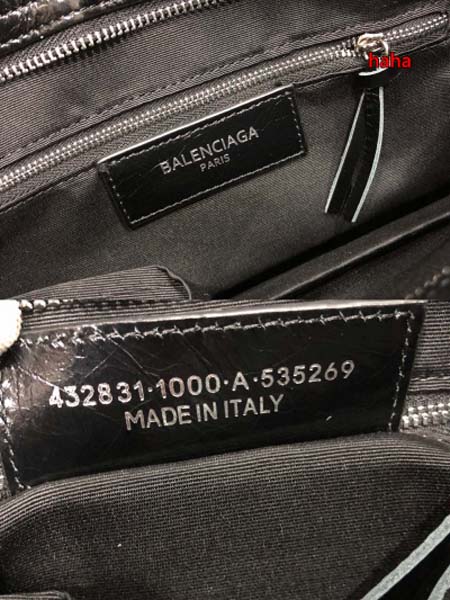 haha
BALENCIAGA
PARIS
432831·1000·A·535269
MADE IN ITALY